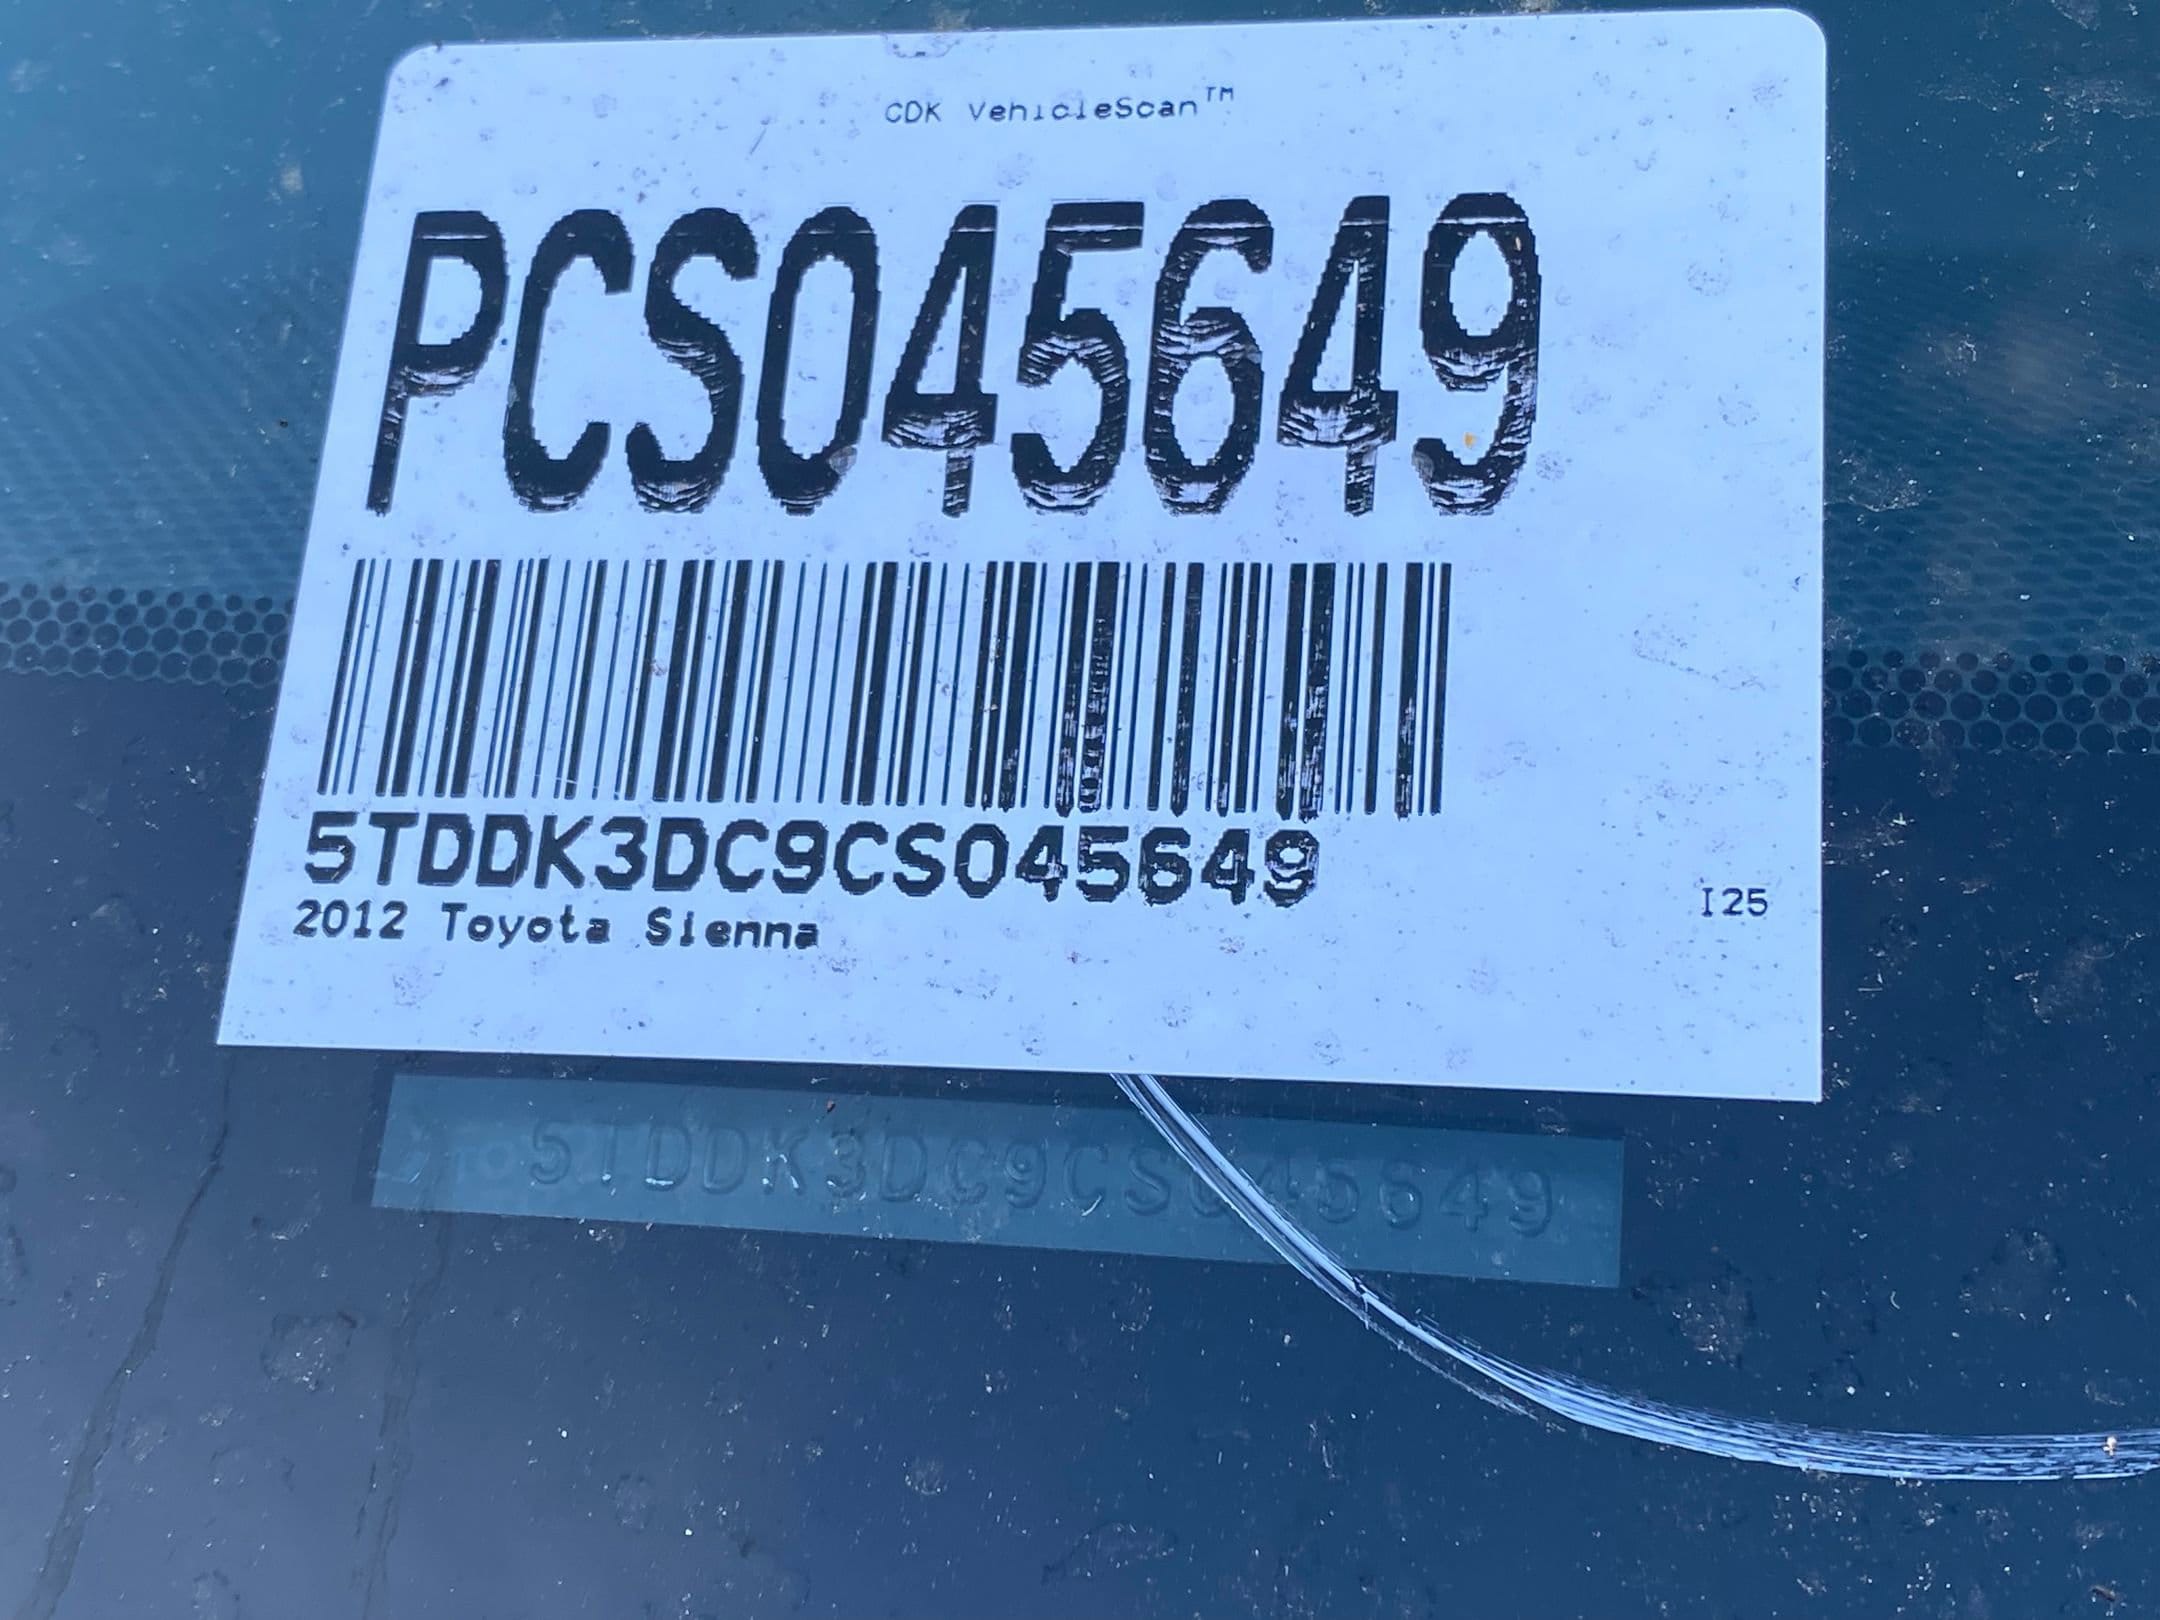 CDK VehicleScan™
PCS045649
5TDDK3DC9CS045649
2012 Toyota Sienna
I25
5TDDK3DC9CS045649